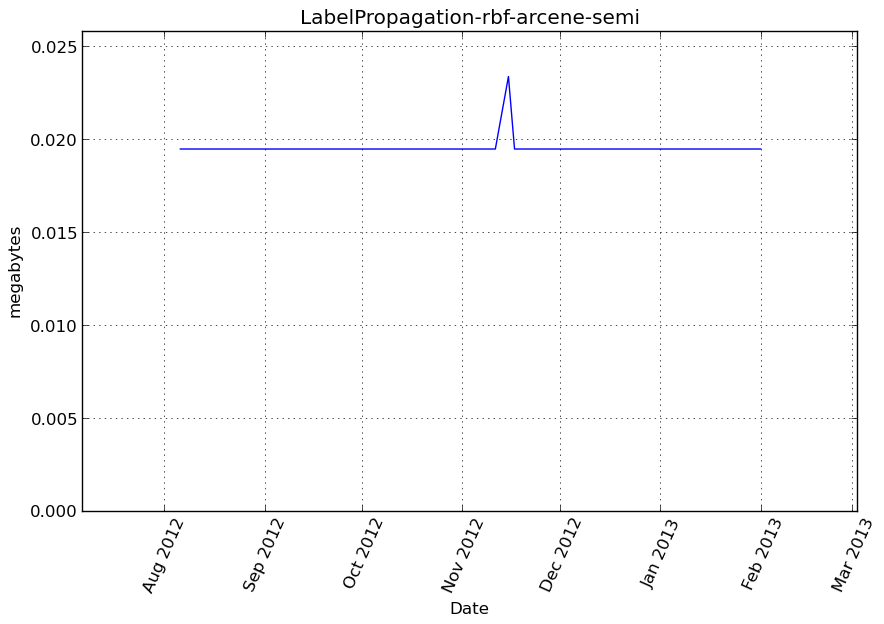 LabelPropagation-rbf-arcene-semi
0.025
0.020
0.015
0.010
0.005
0.000
megabytes
Aug 2012
Sep 2012
Oct 2012
Nov 2012
Dec 2012
Jan 2013
Feb 2013
Mar 2013
Date